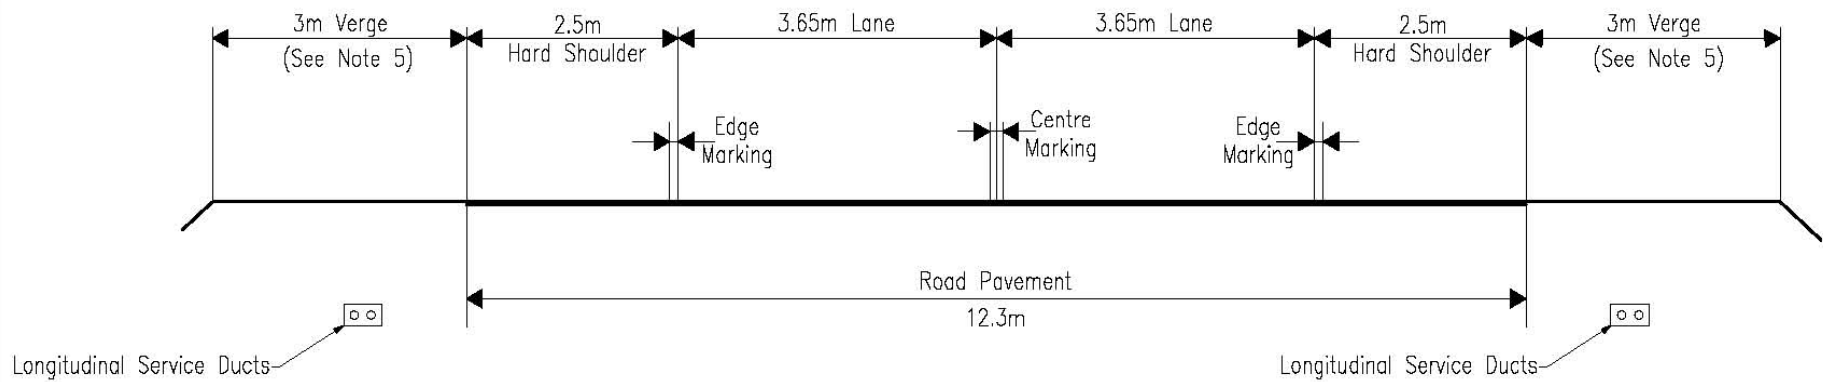 3m Verge
(See Note 5)
2.5m
Hard Shoulder
3.65m Lane
3.65m Lane
2.5m
Hard Shoulder
3m Verge
(See Note 5)
Edge
Marking
Centre
Marking
Edge
Marking
Road Pavement
12.3m
Longitudinal Service Ducts
Longitudinal Service Ducts